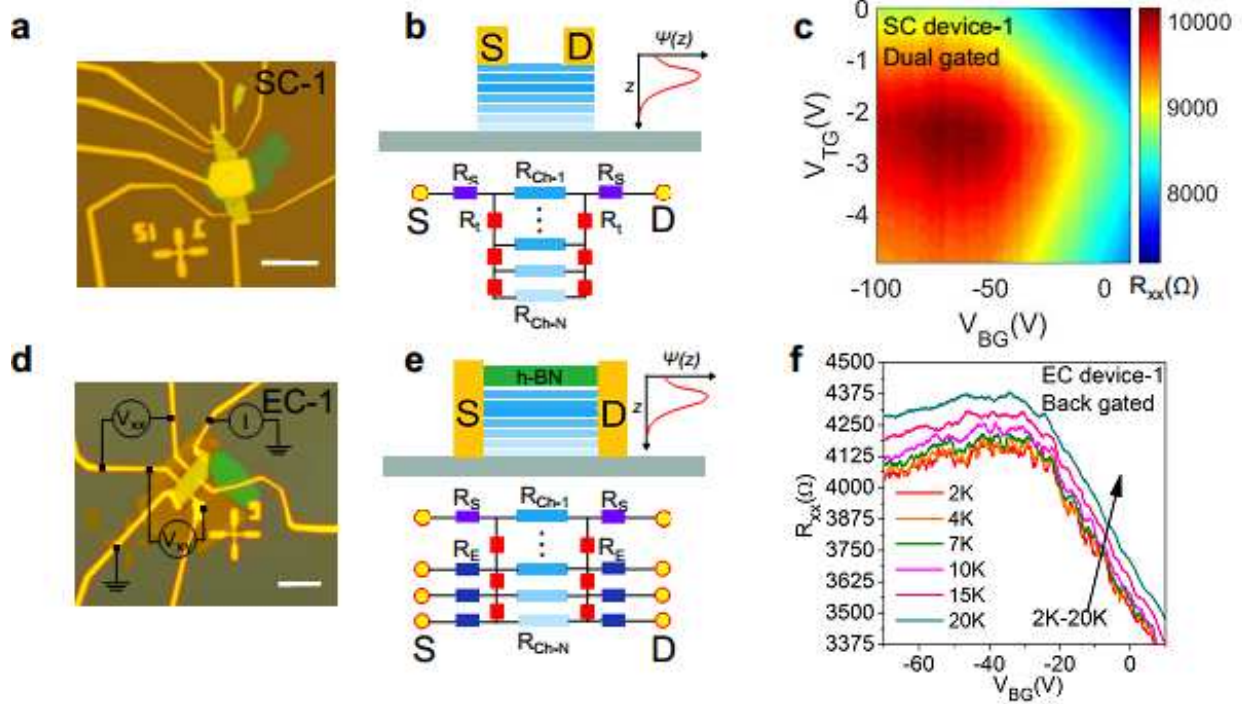 a
SC-1
SI
b
S D
Ψ(z)
z
R_S R_Ch-1 R_S
S R_t R_t D
R_Ch-N
c
SC device-1
Dual gated
0
-1
-2
-3
-4
V_TG(V)
-100 -50 0
V_BG(V)
10000
9000
8000
R_xx(Ω)
d
EC-1
V_xx
I
V_xy
e
h-BN
S D
Ψ(z)
z
R_S R_Ch-1 R_S
R_E R_E
S R_Ch-N D
f
EC device-1
Back gated
4500
4375
4250
4125
4000
3875
3750
3625
3500
3375
R_xx(Ω)
2K
4K
7K
10K
15K
20K
2K-20K
-60 -40 -20 0
V_BG(V)